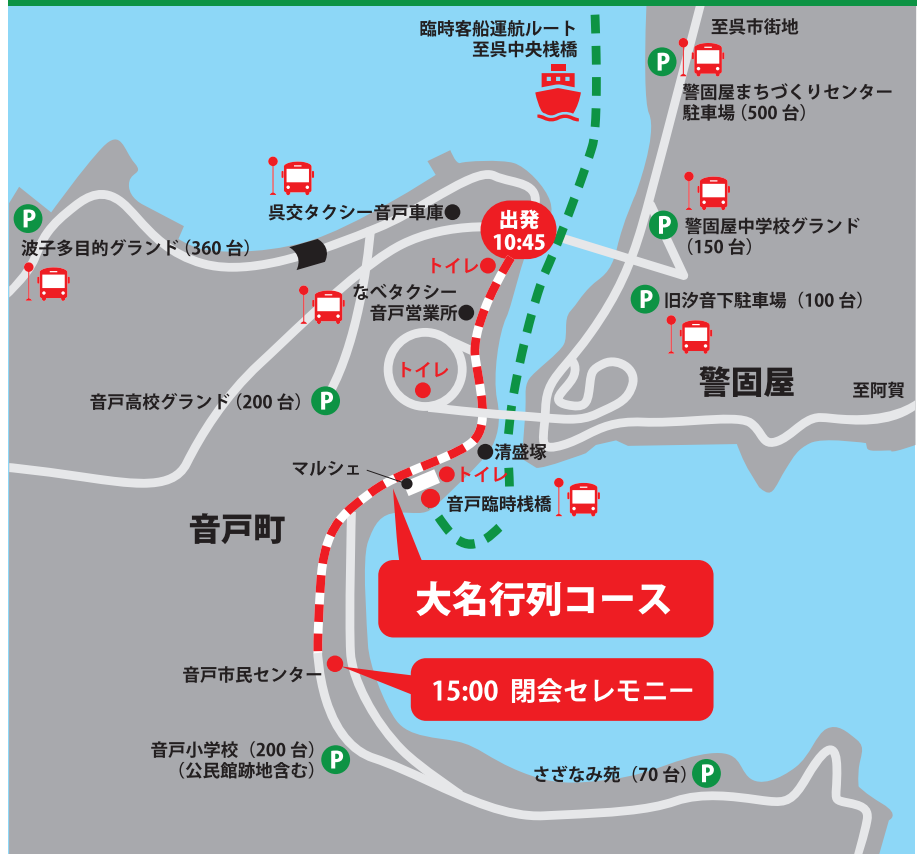 臨時客船運航ルート
至呉中央桟橋
至呉市街地
P
警固屋まちづくりセンター
駐車場（500 台）
呉交タクシー音戸車庫
P
波子多目的グランド（360 台）
出発
10:45
P
警固屋中学校グランド
（150 台）
トイレ
なべタクシー
音戸営業所
P 旧汐音下駐車場（100 台）
トイレ
警固屋
至阿賀
音戸高校グランド（200 台） P
清盛塚
マルシェ
トイレ
音戸臨時桟橋
音戸町
大名行列コース
音戸市民センター
15:00 閉会セレモニー
音戸小学校（200 台）
（公民館跡地含む）
P
さざなみ苑（70 台） P